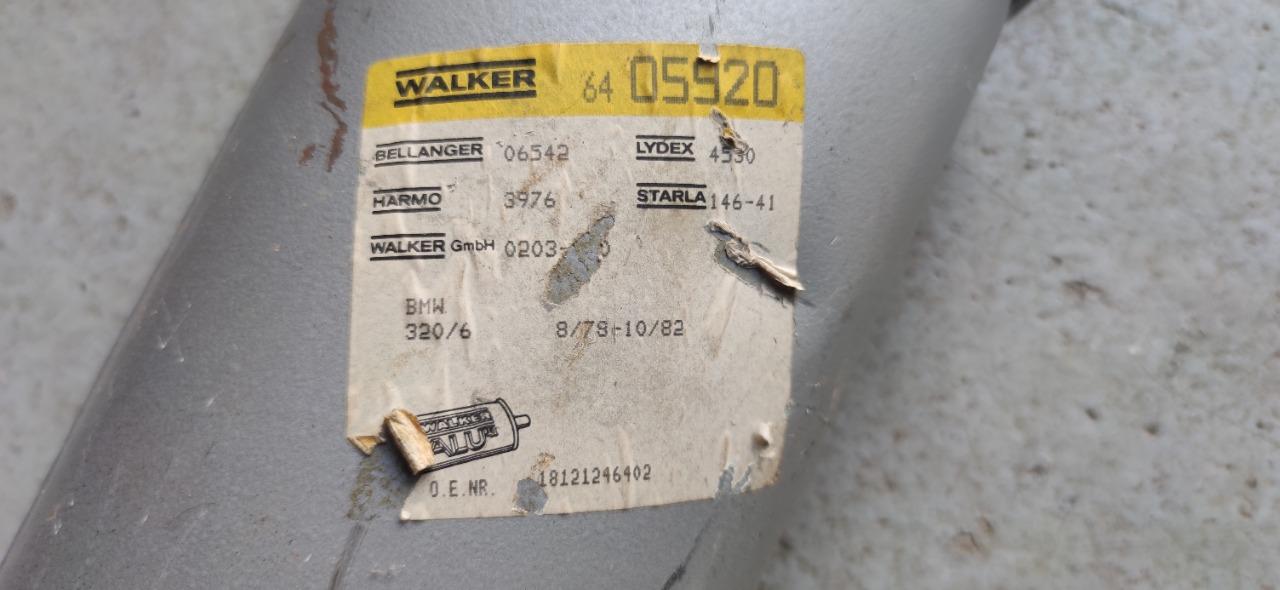 WALKER 64 05920
BELLANGER 06542 LYDEX 4530
HARMO 3976 STARLA 146-41
WALKER GmbH
BMW
320/6 8/78-10/82
WALKER
ALU
O.E.NR. 18121246402